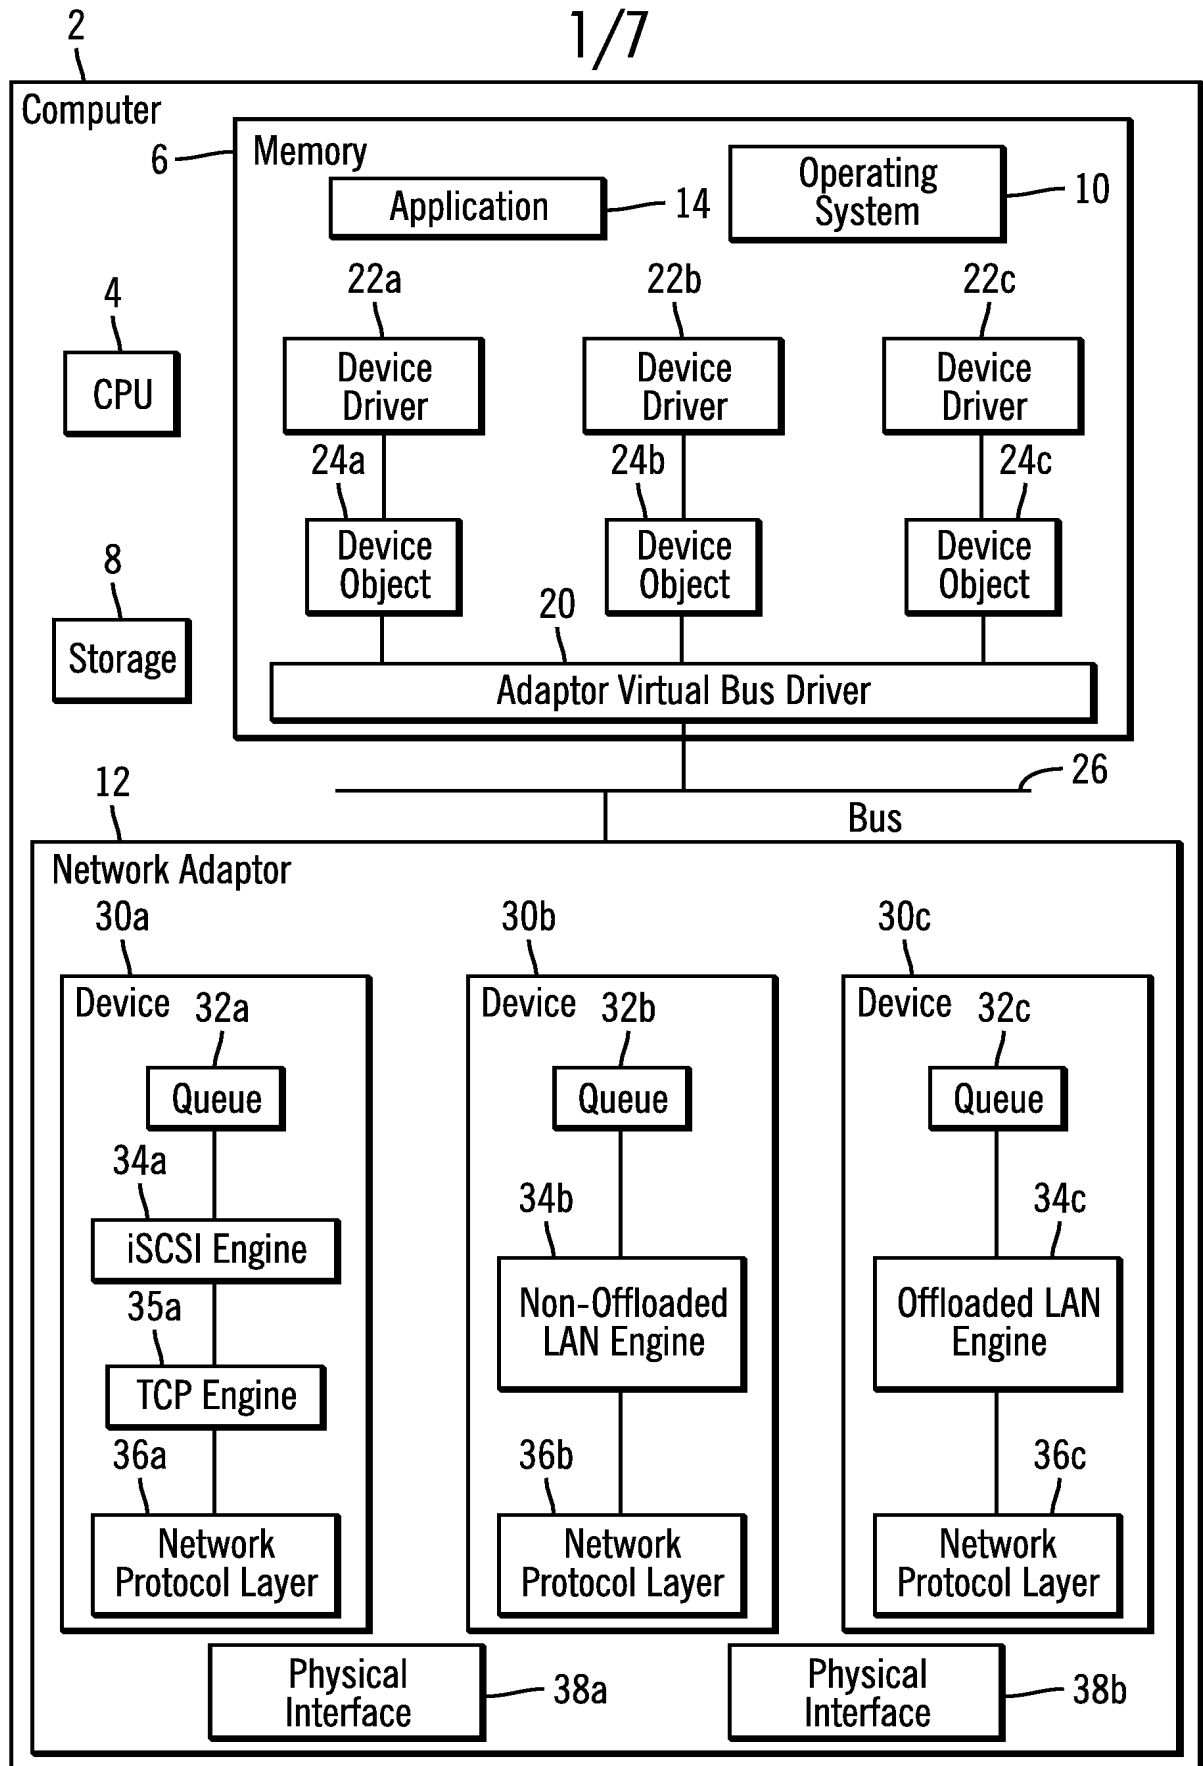 1/7
2
Computer
6
Memory
Application
14
Operating
System
10
4
CPU
22a
22b
22c
Device
Driver
Device
Driver
Device
Driver
24a
24b
24c
Device
Object
Device
Object
Device
Object
8
Storage
20
Adaptor Virtual Bus Driver
26
Bus
12
Network Adaptor
30a
30b
30c
Device
32a
Device
32b
Device
32c
Queue
Queue
Queue
34a
iSCSI Engine
35a
TCP Engine
34b
Non-Offloaded
LAN Engine
34c
Offloaded LAN
Engine
36a
36b
36c
Network
Protocol Layer
Network
Protocol Layer
Network
Protocol Layer
Physical
Interface
38a
Physical
Interface
38b